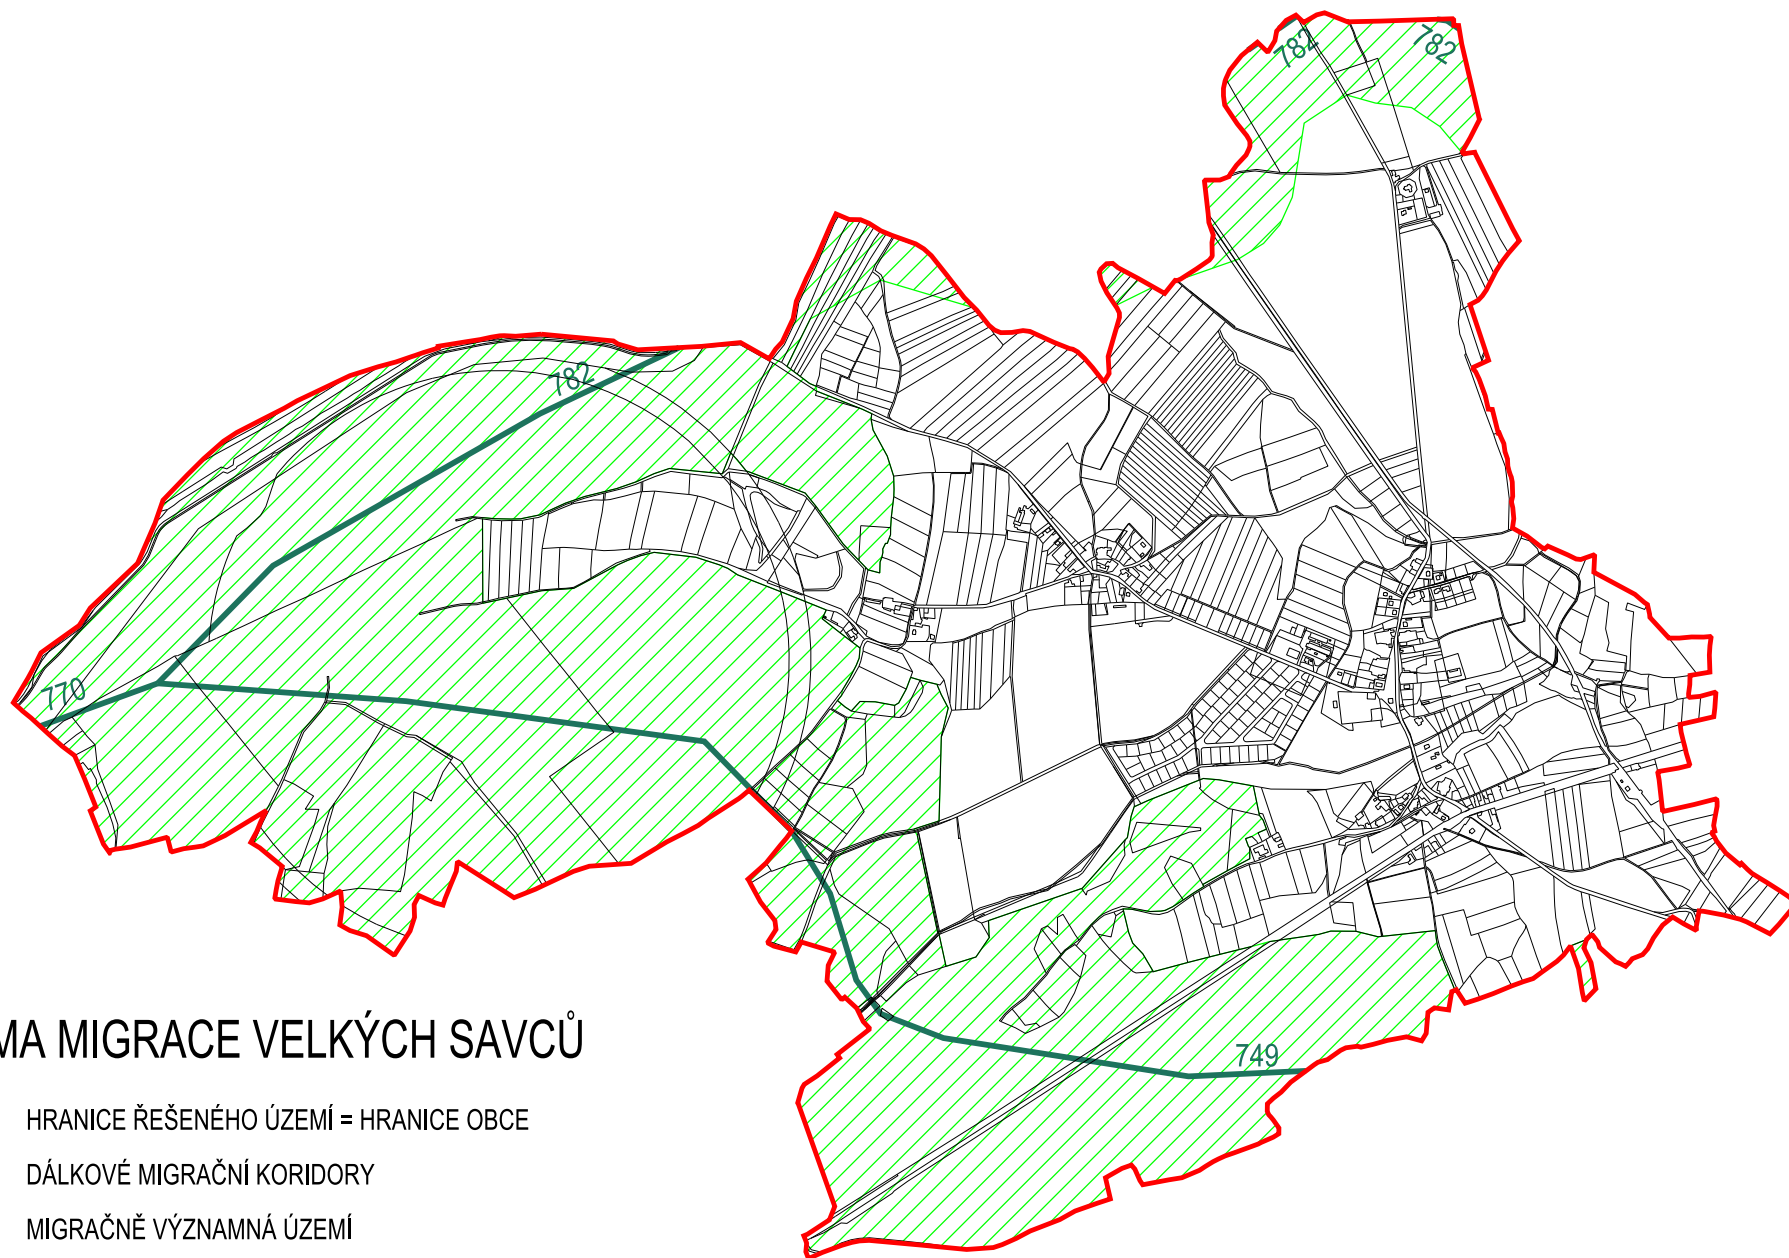 782
782
782
770
749
MA MIGRACE VELKÝCH SAVCŮ
HRANICE ŘEŠENÉHO ÚZEMÍ = HRANICE OBCE
DÁLKOVÉ MIGRAČNÍ KORIDORY
MIGRAČNĚ VÝZNAMNÁ ÚZEMÍ